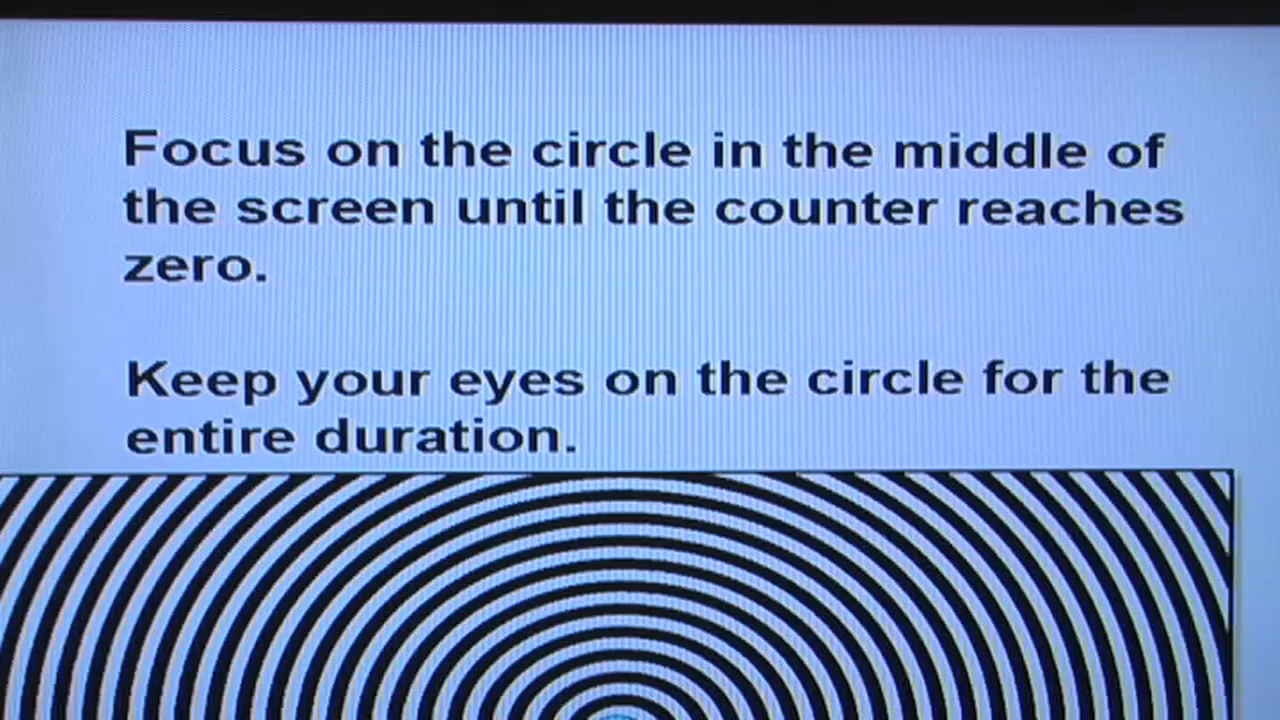 Focus on the circle in the middle of
the screen until the counter reaches
zero.
Keep your eyes on the circle for the
entire duration.